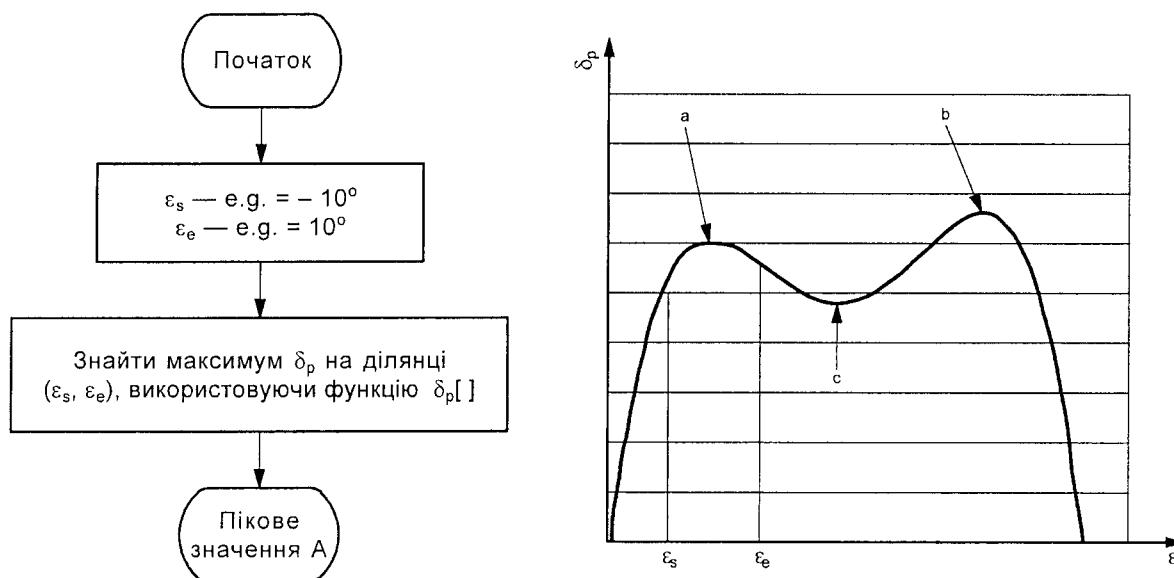 Початок
εs — e.g. = – 10°
εe — e.g. = 10°
Знайти максимум δp на ділянці
(εs, εe), використовуючи функцію δp[ ]
Пікове
значення A
δp
a
b
c
εs
εe
ε